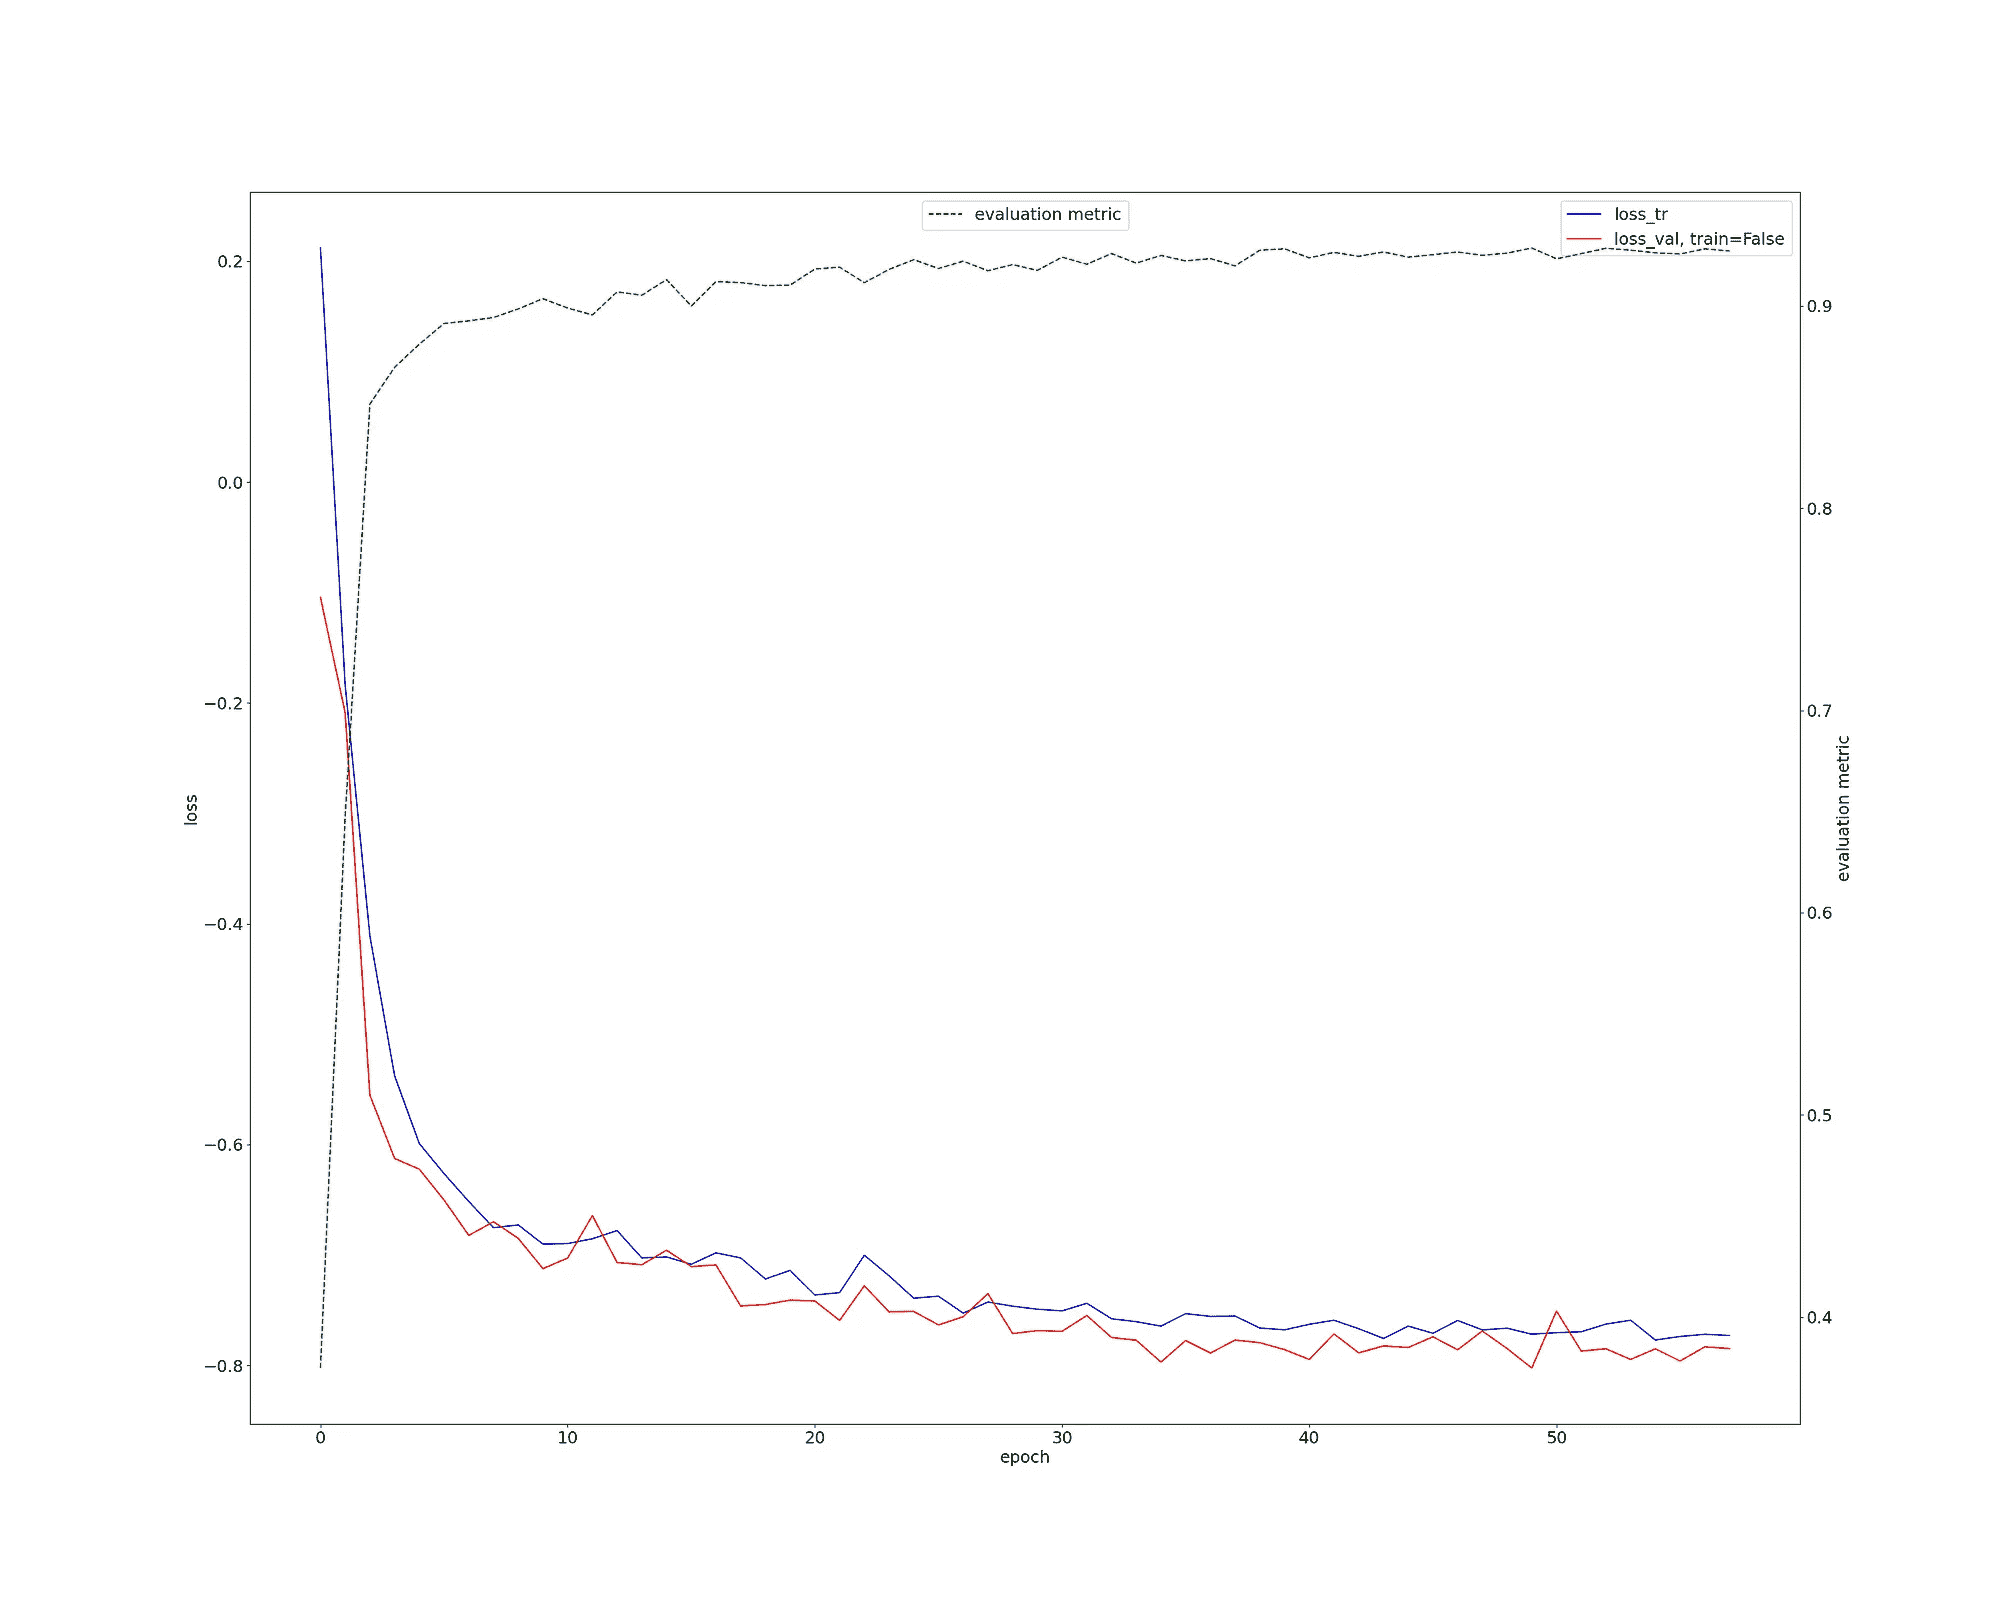 evaluation metric
loss_tr
loss_val, train=False
0.2
0.0
−0.2
−0.4
−0.6
−0.8
loss
0.9
0.8
0.7
0.6
0.5
0.4
evaluation metric
0 10 20 30 40 50
epoch